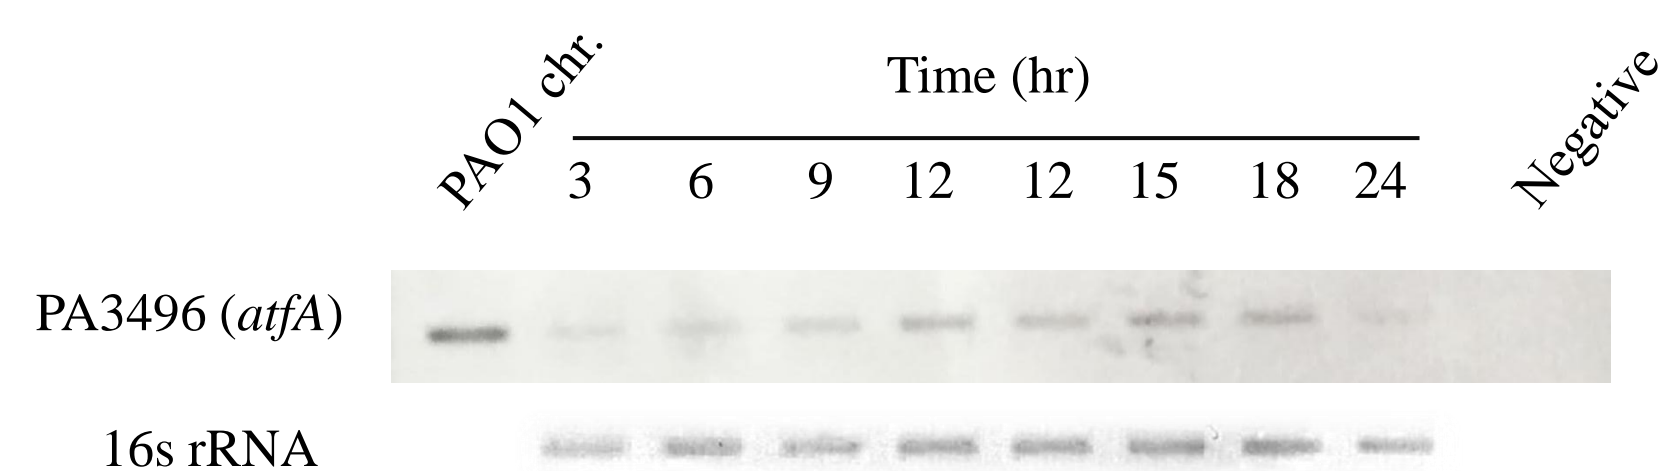 PAO1 chr.
Time (hr)
Negative
3 6 9 12 12 15 18 24
PA3496 (atfA)
16s rRNA